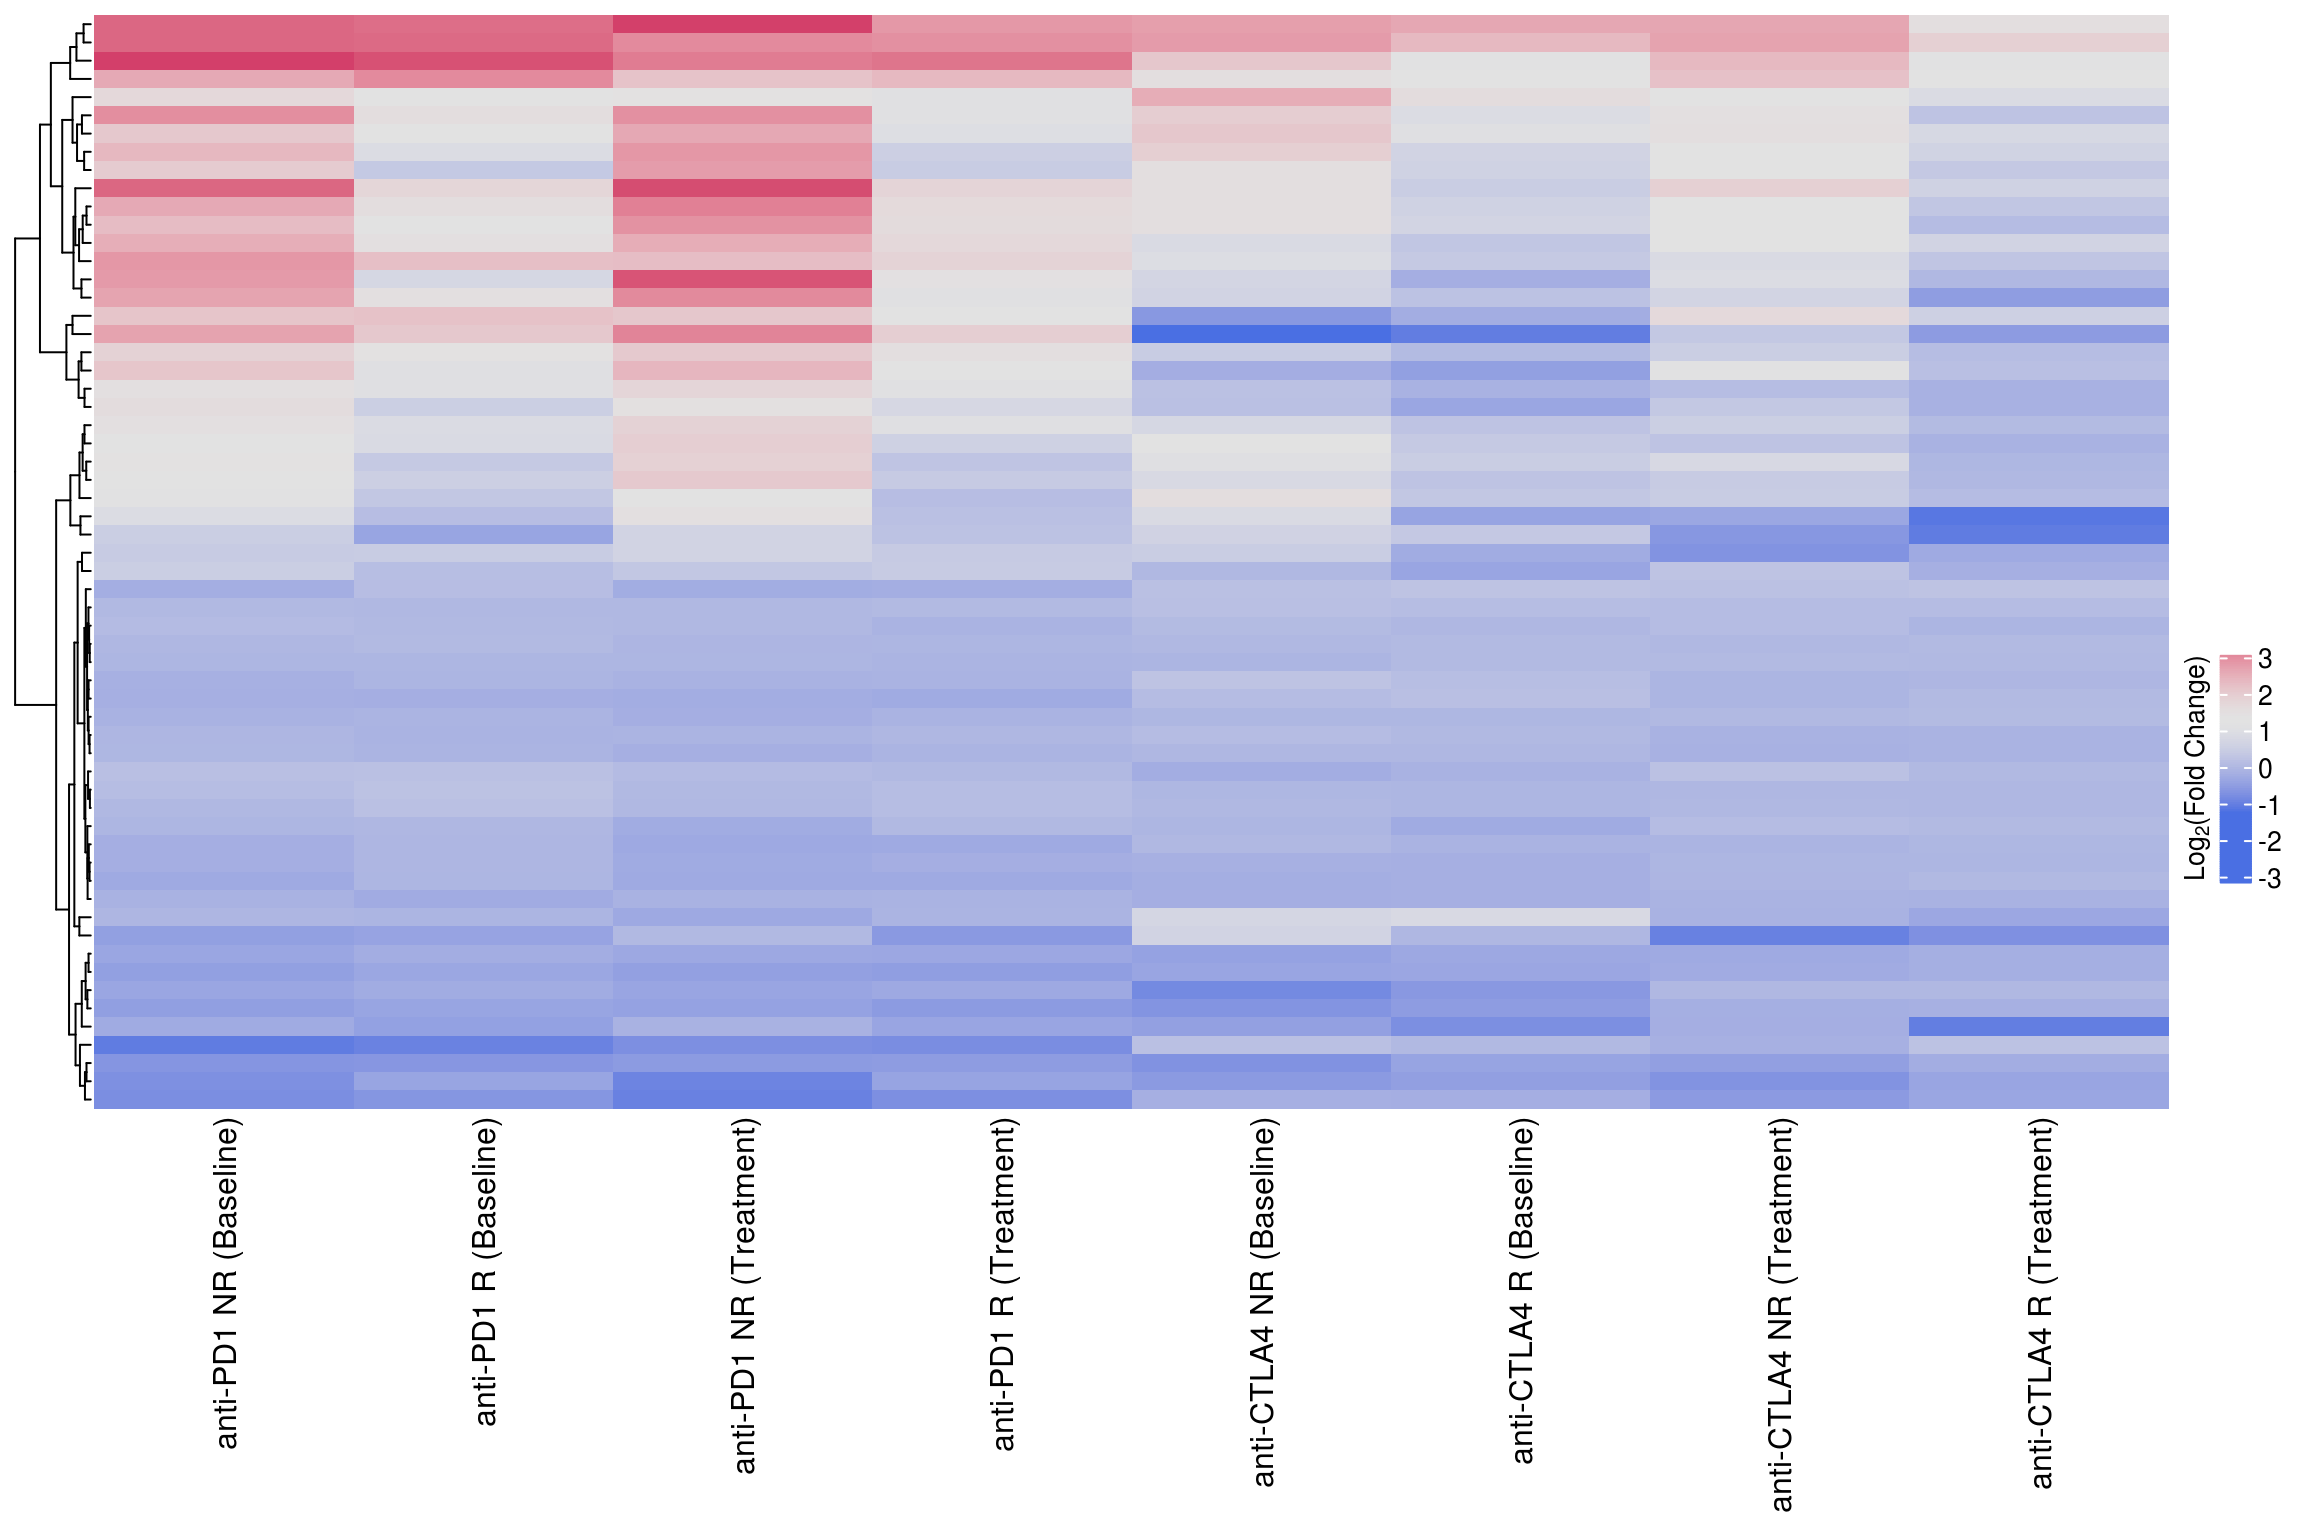 3
2
1
0
-1
-2
-3
Log2(Fold Change)
anti-PD1 NR (Baseline)
anti-PD1 R (Baseline)
anti-PD1 NR (Treatment)
anti-PD1 R (Treatment)
anti-CTLA4 NR (Baseline)
anti-CTLA4 R (Baseline)
anti-CTLA4 NR (Treatment)
anti-CTLA4 R (Treatment)